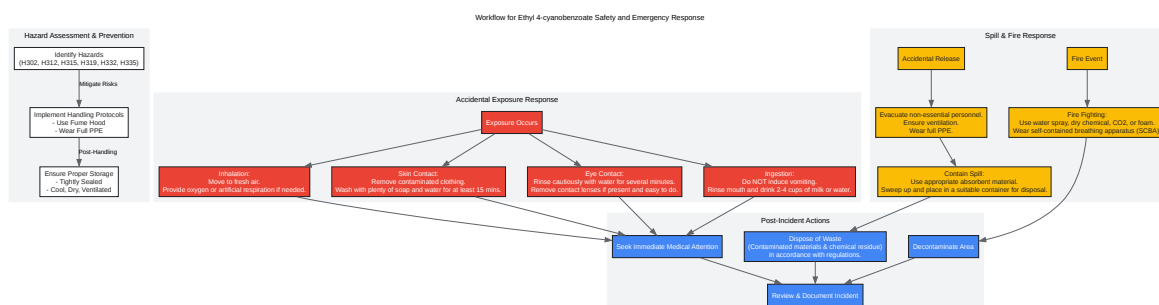 Workflow for Ethyl 4-cyanobenzoate Safety and Emergency Response
Hazard Assessment & Prevention
Identify Hazards
(H302, H312, H315, H319, H332, H335)
Mitigate Risks
Implement Handling Protocols
- Use Fume Hood
- Wear Full PPE
Post-Handling
Ensure Proper Storage
- Tightly Sealed
- Cool, Dry, Ventilated
Accidental Exposure Response
Exposure Occurs
Inhalation:
Move to fresh air.
Provide oxygen or artificial respiration if needed.
Skin Contact:
Remove contaminated clothing.
Wash with plenty of soap and water for at least 15 mins.
Eye Contact:
Rinse cautiously with water for several minutes.
Remove contact lenses if present and easy to do.
Ingestion:
Do NOT induce vomiting.
Rinse mouth and drink 2-4 cups of milk or water.
Spill & Fire Response
Accidental Release
Fire Event
Evacuate non-essential personnel.
Ensure ventilation.
Wear full PPE.
Fire Fighting:
Use water spray, dry chemical, CO2, or foam.
Wear self-contained breathing apparatus (SCBA)
Contain Spill:
Use appropriate absorbent material.
Sweep up and place in a suitable container for disposal.
Post-Incident Actions
Seek Immediate Medical Attention
Dispose of Waste
(Contaminated materials & chemical residue)
in accordance with regulations.
Decontaminate Area
Review & Document Incident